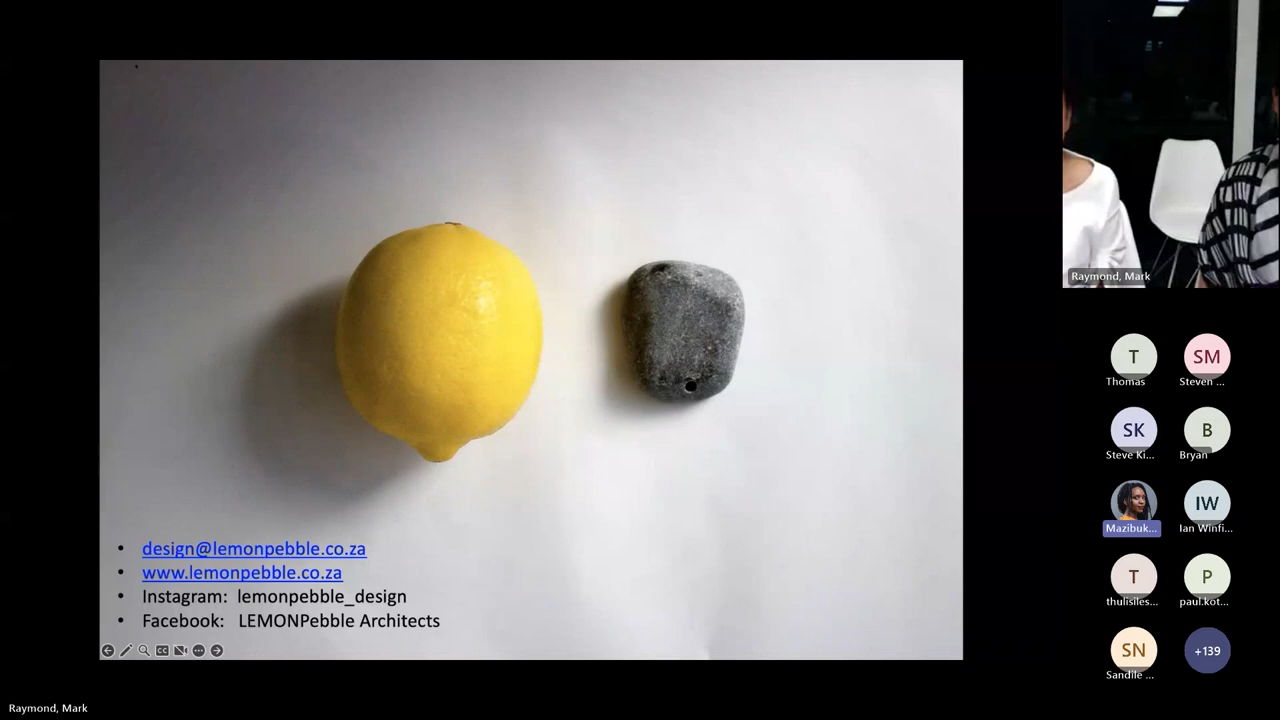 design@lemonpebble.co.za
www.lemonpebble.co.za
Instagram: lemonpebble_design
Facebook: LEMONPebble Architects
CC
Raymond, Mark
T
Thomas
SM
Steven ...
SK
Steve Ki...
B
Bryan
Mazibuk...
IW
Ian Winfi...
T
thulisiles...
P
paul.kot...
SN
Sandile ...
+139
Raymond, Mark